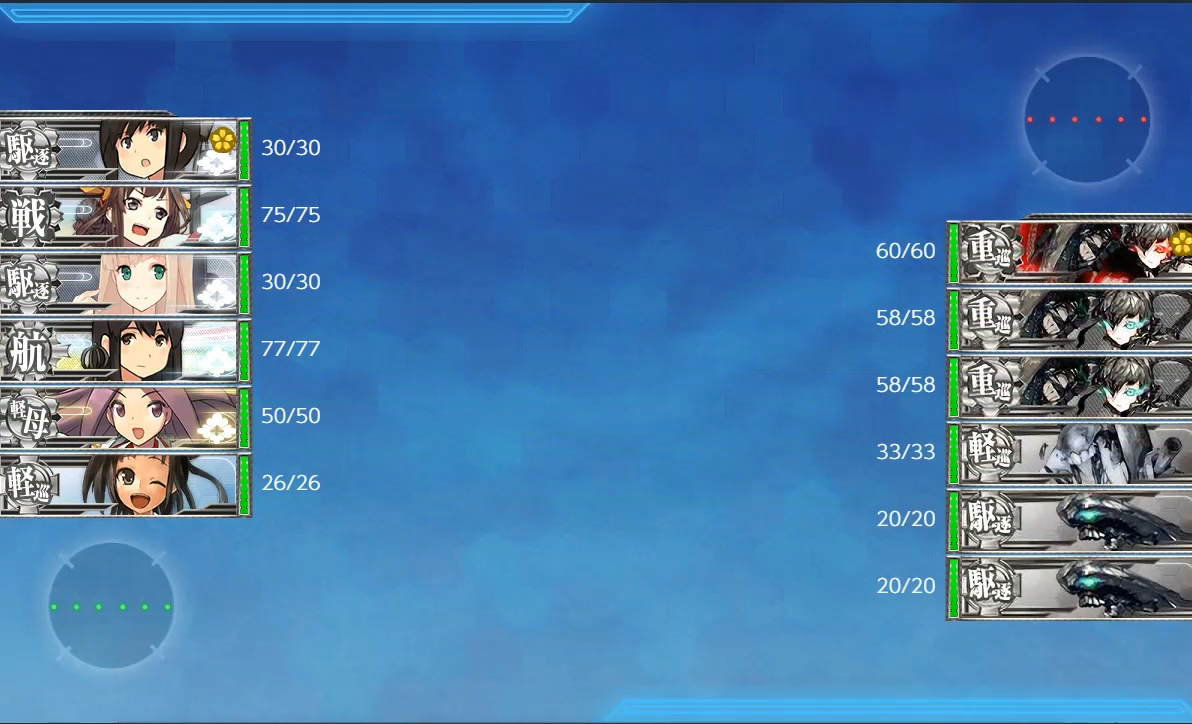 駆逐
30/30
戦
75/75
駆逐
30/30
航
77/77
軽母
50/50
軽巡
26/26
重巡
60/60
重巡
58/58
重巡
58/58
軽巡
33/33
駆逐
20/20
駆逐
20/20